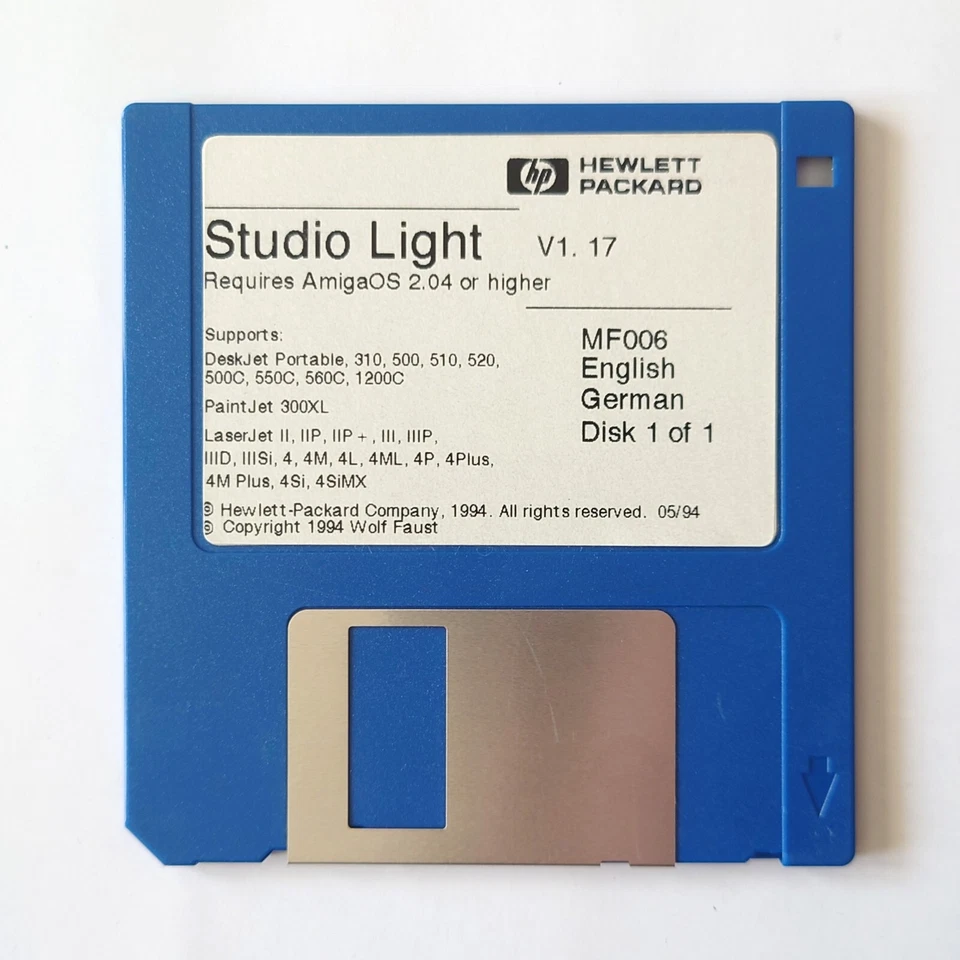 hp HEWLETT
PACKARD
Studio Light V1. 17
Requires AmigaOS 2.04 or higher
Supports:
DeskJet Portable, 310, 500, 510, 520,
500C, 550C, 560C, 1200C
PaintJet 300XL
LaserJet II, IIP, IIP +, III, IIIP,
IIID, IIISi, 4, 4M, 4L, 4ML, 4P, 4Plus,
4M Plus, 4Si, 4SiMX
MF006
English
German
Disk 1 of 1
© Hewlett-Packard Company, 1994. All rights reserved. 05/94
© Copyright 1994 Wolf Faust